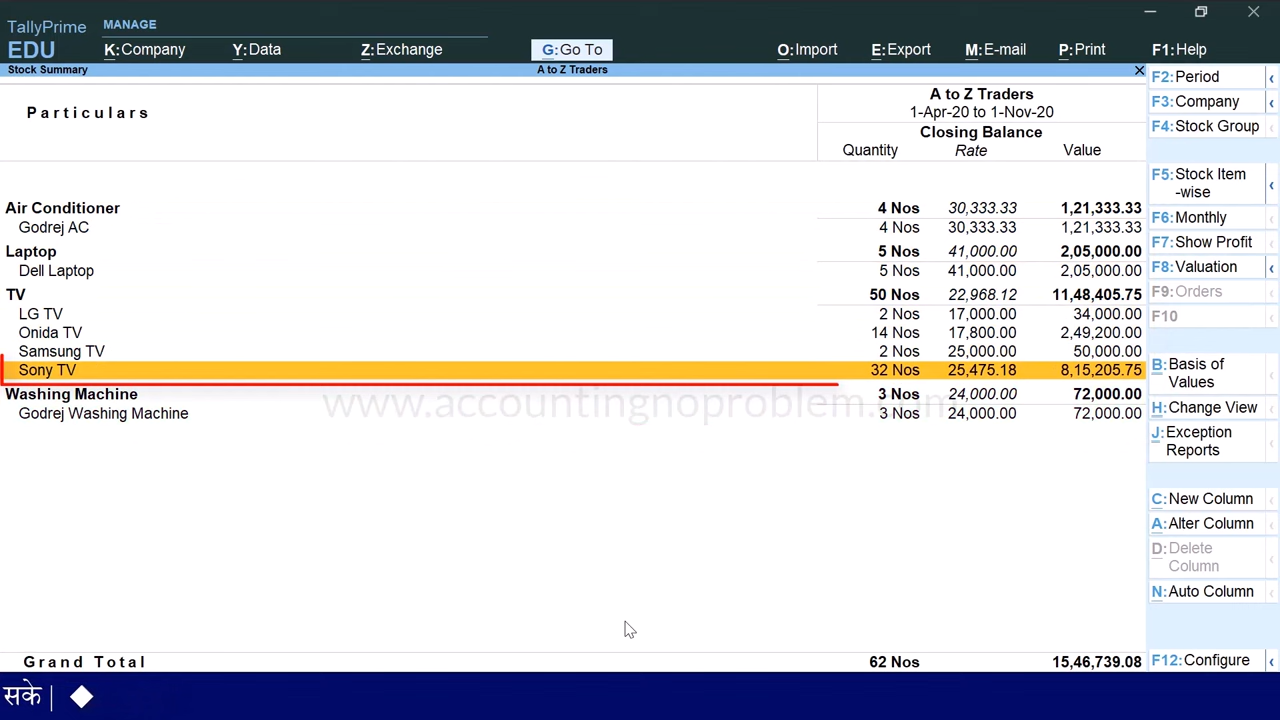 TallyPrime
EDU
MANAGE
K:Company Y:Data Z:Exchange G:Go To O:Import E:Export M:E-mail P:Print F1:Help
Stock Summary A to Z Traders
Particulars
A to Z Traders
1-Apr-20 to 1-Nov-20
Closing Balance
Quantity Rate Value
Air Conditioner 4 Nos 30,333.33 1,21,333.33
Godrej AC 4 Nos 30,333.33 1,21,333.33
Laptop 5 Nos 41,000.00 2,05,000.00
Dell Laptop 5 Nos 41,000.00 2,05,000.00
TV 50 Nos 22,968.12 11,48,405.75
LG TV 2 Nos 17,000.00 34,000.00
Onida TV 14 Nos 17,800.00 2,49,200.00
Samsung TV 2 Nos 25,000.00 50,000.00
Sony TV 32 Nos 25,475.18 8,15,205.75
Washing Machine 3 Nos 24,000.00 72,000.00
www.accountingnoproblem.com
Godrej Washing Machine 3 Nos 24,000.00 72,000.00
Grand Total 62 Nos 15,46,739.08
F2:Period
F3:Company
F4:Stock Group
F5:Stock Item
-wise
F6:Monthly
F7:Show Profit
F8:Valuation
F9:Orders
F10
B:Basis of
Values
H:Change View
J:Exception
Reports
C:New Column
A:Alter Column
D:Delete
Column
N:Auto Column
F12:Configure
सके